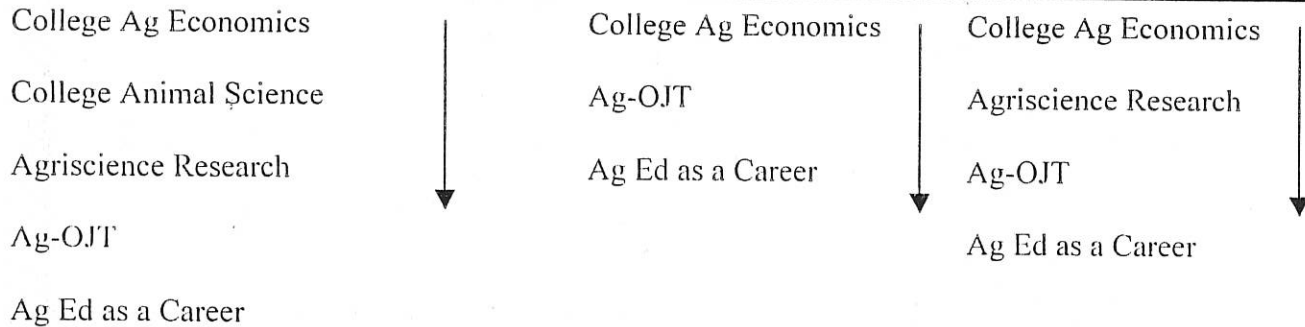 College Ag Economics
College Animal Science
Agriscience Research
Ag-OJT
Ag Ed as a Career
College Ag Economics
Ag-OJT
Ag Ed as a Career
College Ag Economics
Agriscience Research
Ag-OJT
Ag Ed as a Career